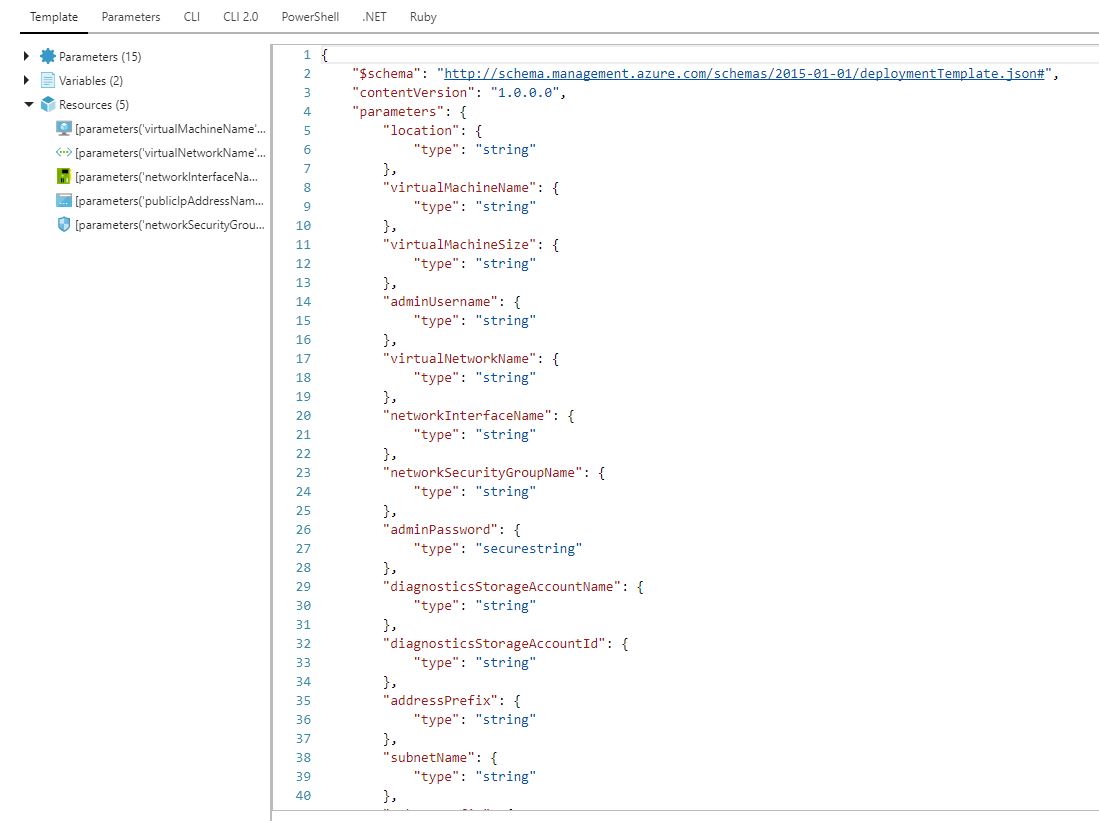 Template Parameters CLI CLI 2.0 PowerShell .NET Ruby
Parameters (15)
Variables (2)
Resources (5)
[parameters('virtualMachineName'...
[parameters('virtualNetworkName'...
[parameters('networkInterfaceNa...
[parameters('publicIpAddressNam...
[parameters('networkSecurityGrou...
1 {
2 "$schema": "http://schema.management.azure.com/schemas/2015-01-01/deploymentTemplate.json#",
3 "contentVersion": "1.0.0.0",
4 "parameters": {
5 "location": {
6 "type": "string"
7 },
8 "virtualMachineName": {
9 "type": "string"
10 },
11 "virtualMachineSize": {
12 "type": "string"
13 },
14 "adminUsername": {
15 "type": "string"
16 },
17 "virtualNetworkName": {
18 "type": "string"
19 },
20 "networkInterfaceName": {
21 "type": "string"
22 },
23 "networkSecurityGroupName": {
24 "type": "string"
25 },
26 "adminPassword": {
27 "type": "securestring"
28 },
29 "diagnosticsStorageAccountName": {
30 "type": "string"
31 },
32 "diagnosticsStorageAccountId": {
33 "type": "string"
34 },
35 "addressPrefix": {
36 "type": "string"
37 },
38 "subnetName": {
39 "type": "string"
40 },